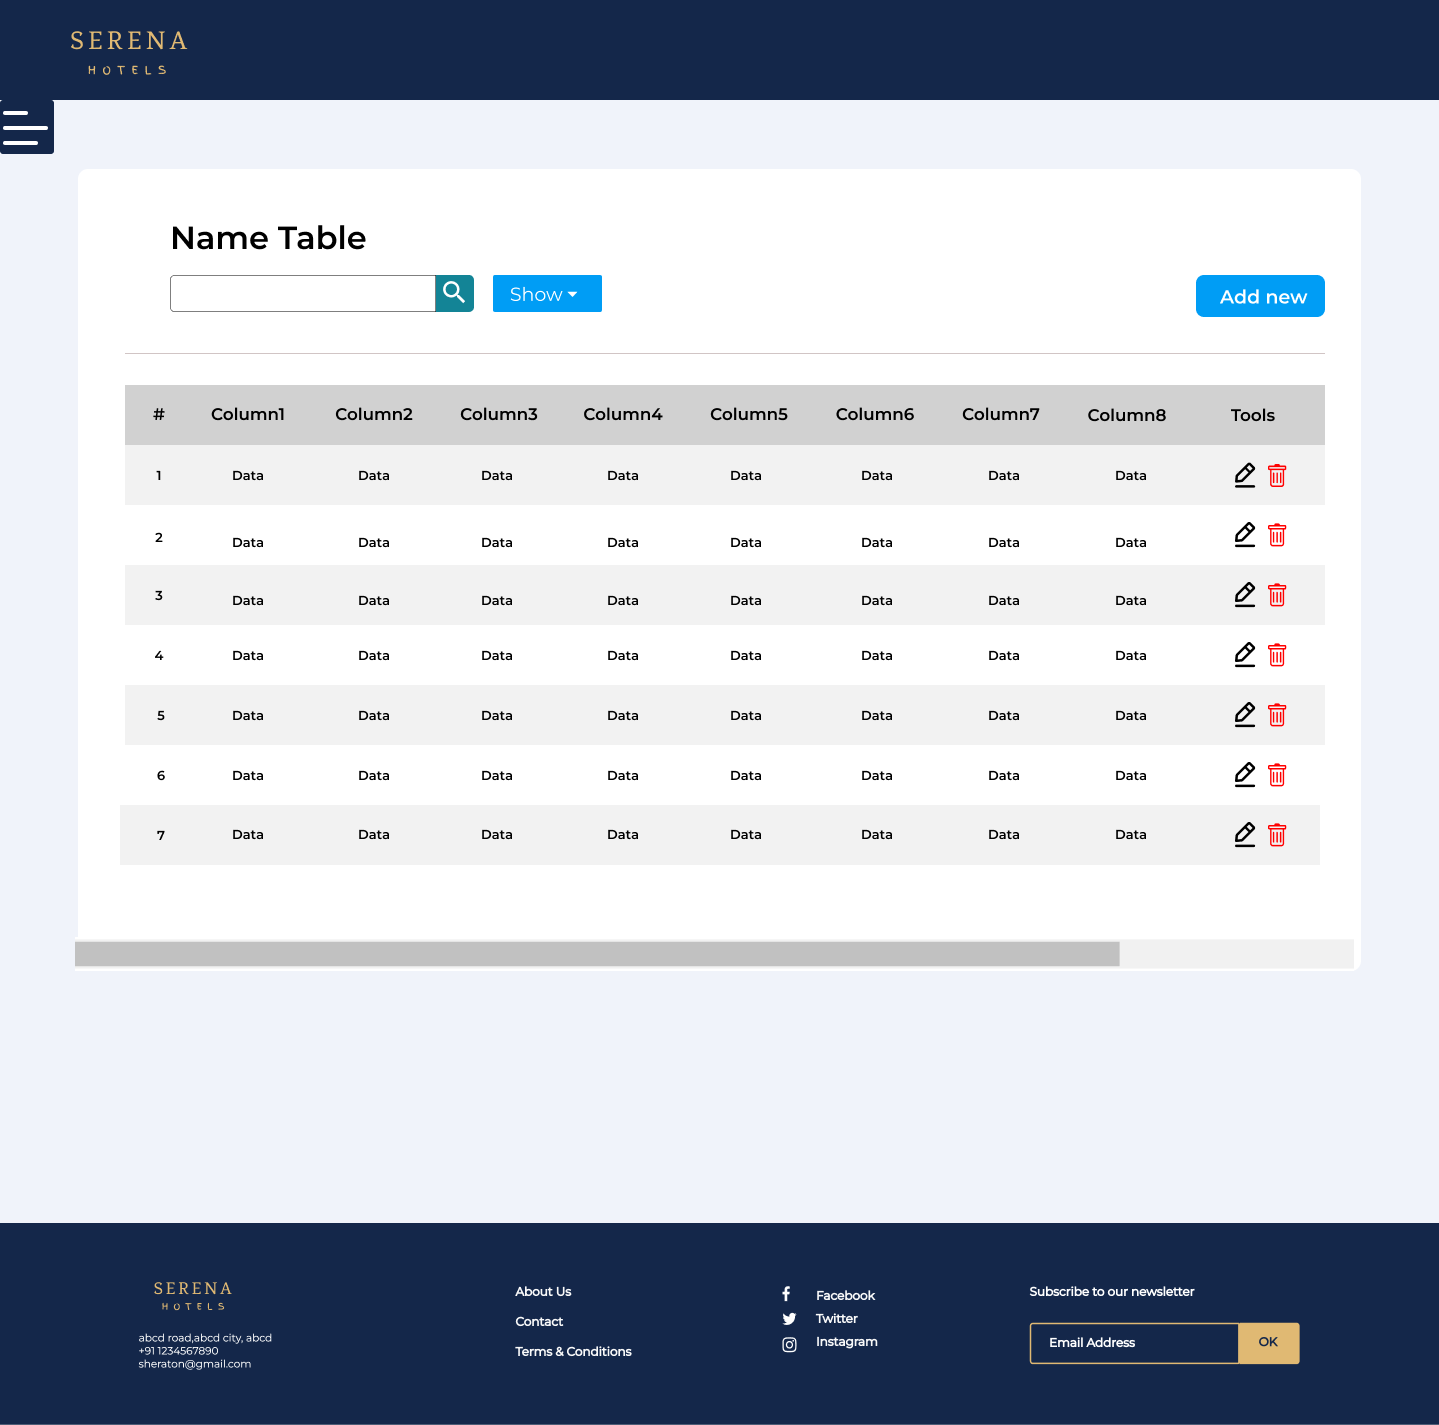 SERENA
HOTELS
Name Table
Show
Add new
# Column1 Column2 Column3 Column4 Column5 Column6 Column7 Column8 Tools
1 Data Data Data Data Data Data Data Data
2 Data Data Data Data Data Data Data Data
3 Data Data Data Data Data Data Data Data
4 Data Data Data Data Data Data Data Data
5 Data Data Data Data Data Data Data Data
6 Data Data Data Data Data Data Data Data
7 Data Data Data Data Data Data Data Data
SERENA
HOTELS
abcd road,abcd city, abcd
+91 1234567890
sheraton@gmail.com
About Us
Contact
Terms & Conditions
Facebook
Twitter
Instagram
Subscribe to our newsletter
Email Address OK